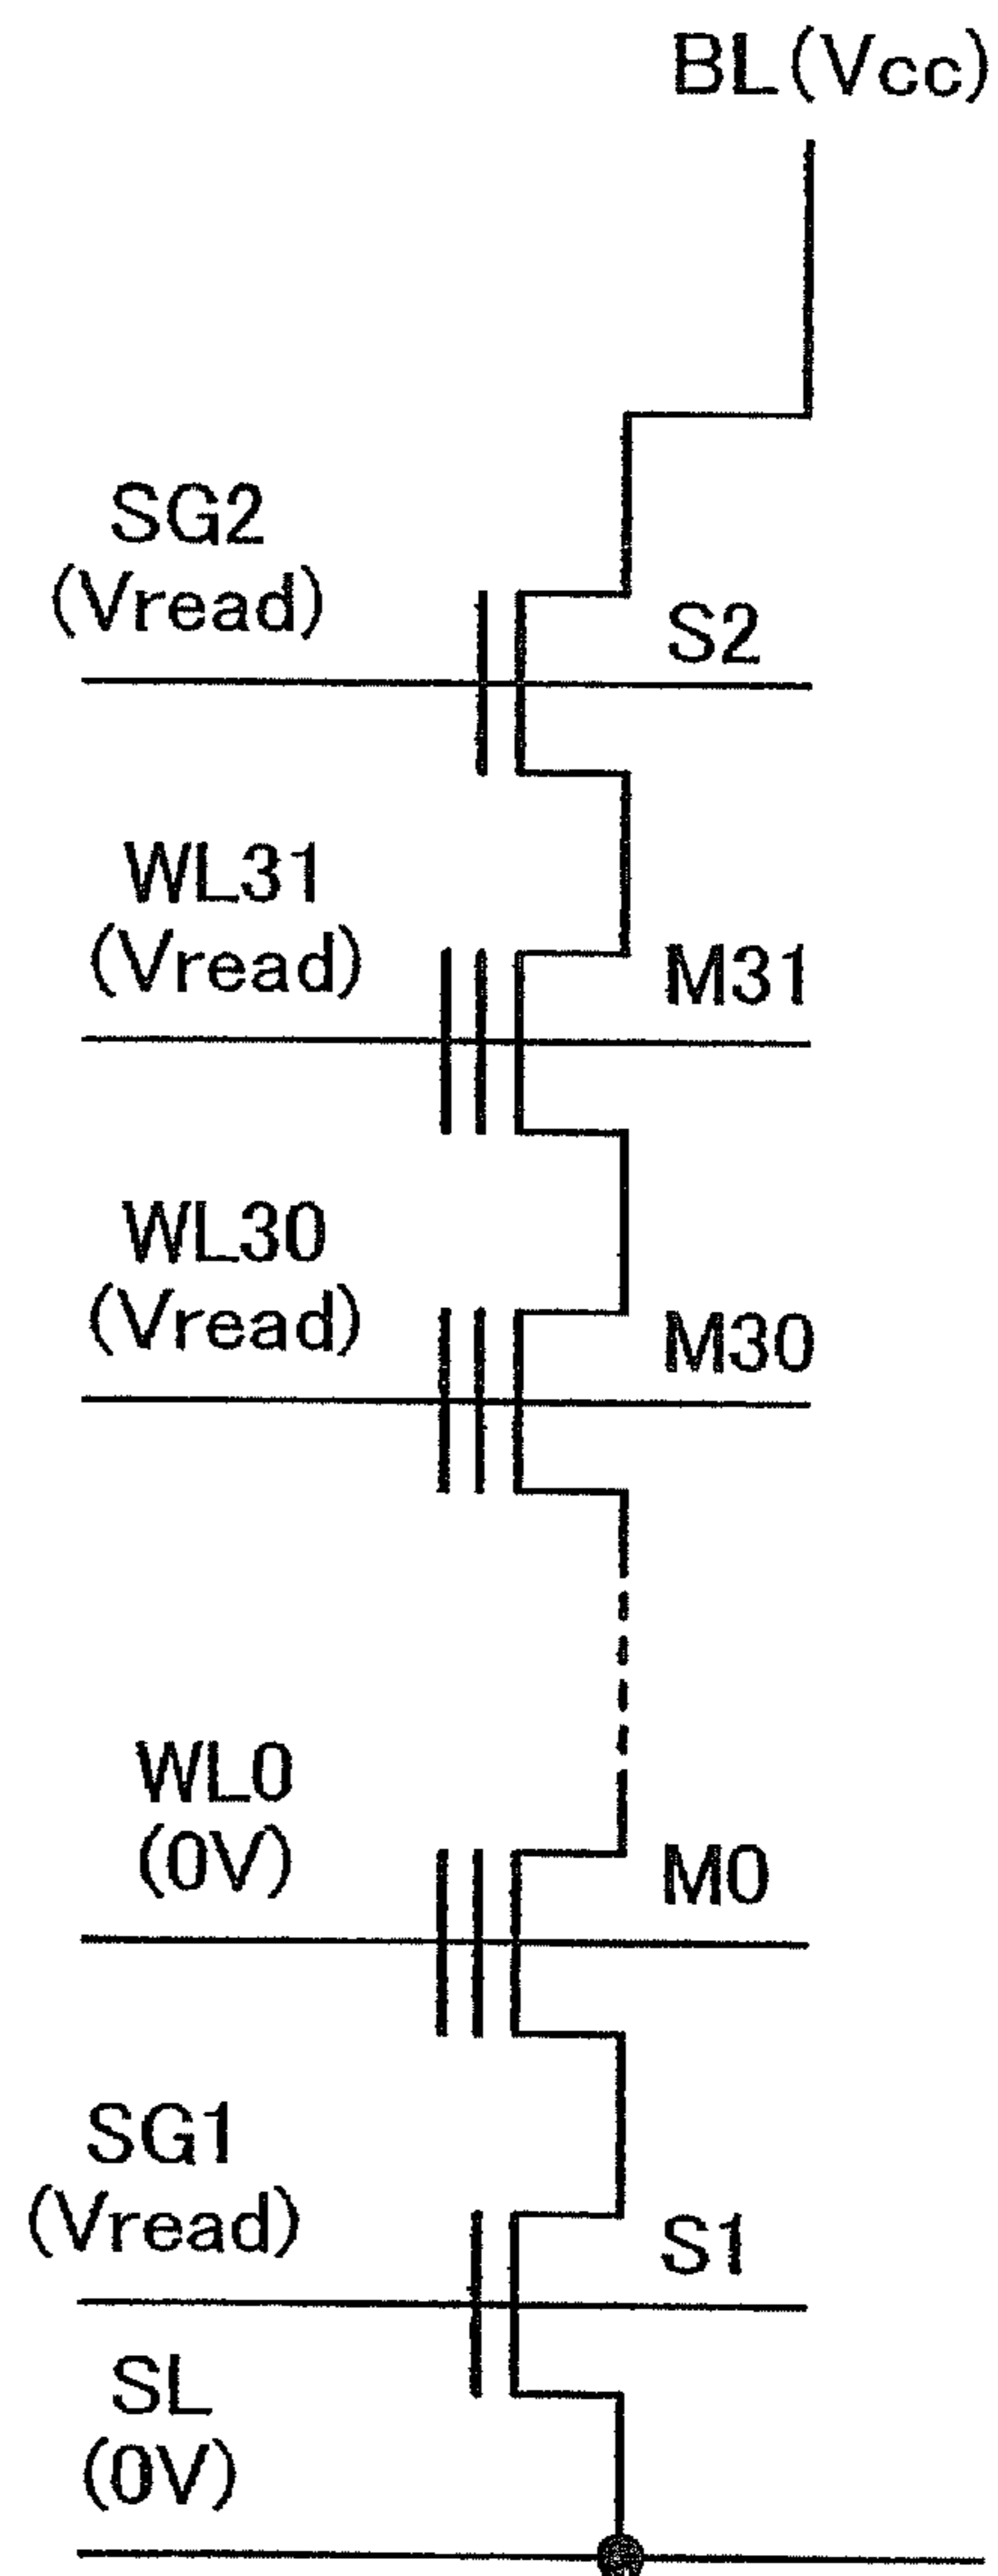 BL(Vcc)
SG2
(Vread)
S2
WL31
(Vread)
M31
WL30
(Vread)
M30
WL0
(0V)
M0
SG1
(Vread)
S1
SL
(0V)